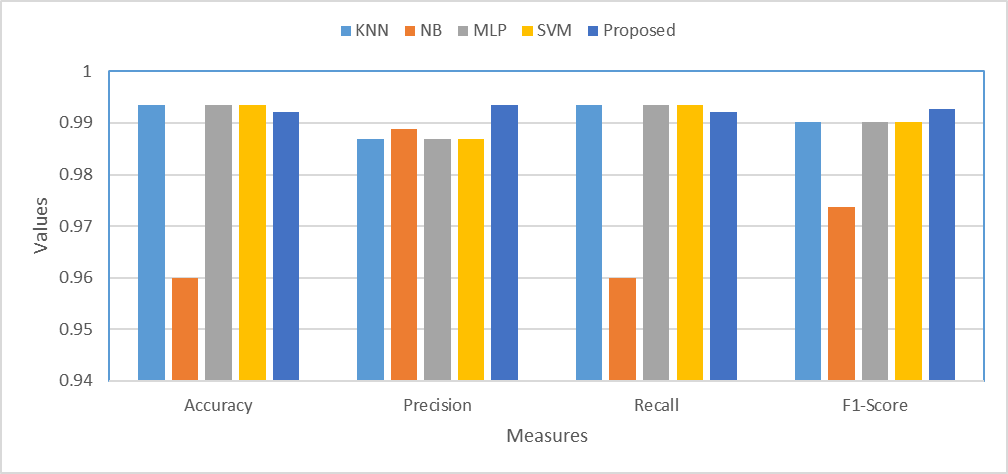 KNN NB MLP SVM Proposed
1
0.99
0.98
0.97
0.96
0.95
0.94
Values
Accuracy Precision Recall F1-Score
Measures